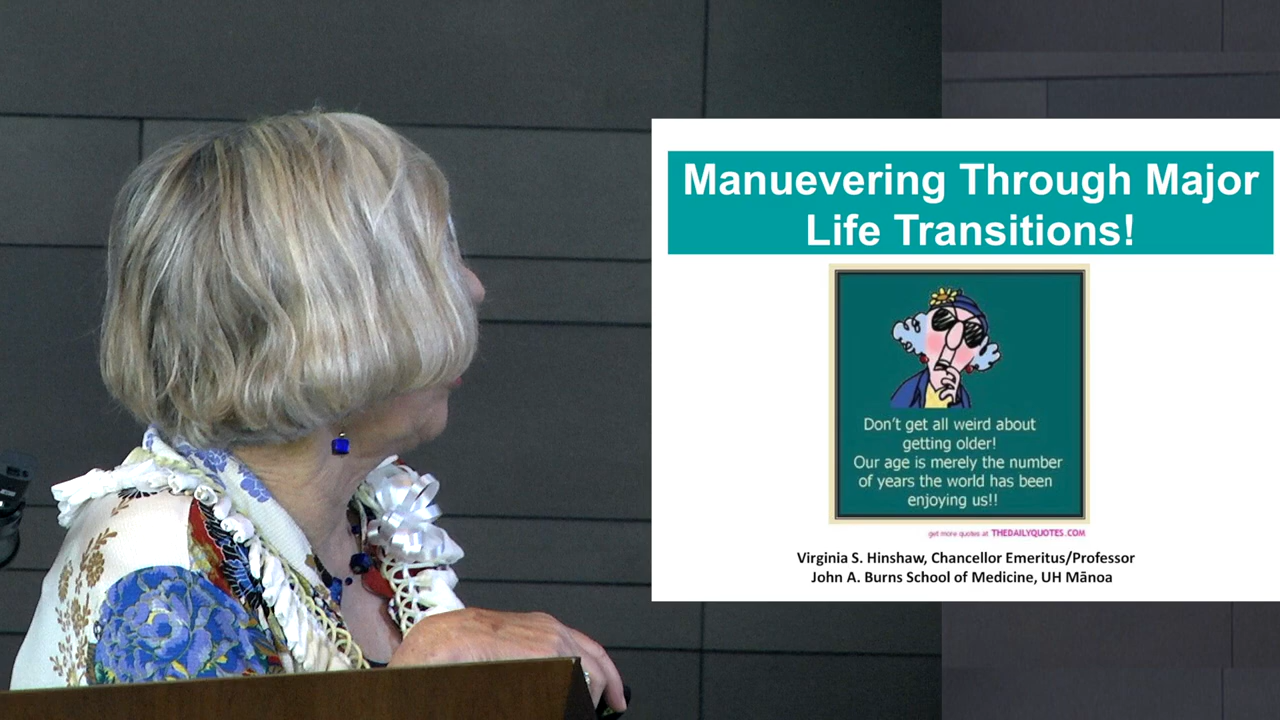 Manuevering Through Major
Life Transitions!
Don't get all weird about
getting older!
Our age is merely the number
of years the world has been
enjoying us!!
get more quotes at THEDAILYQUOTES.COM
Virginia S. Hinshaw, Chancellor Emeritus/Professor
John A. Burns School of Medicine, UH Mānoa